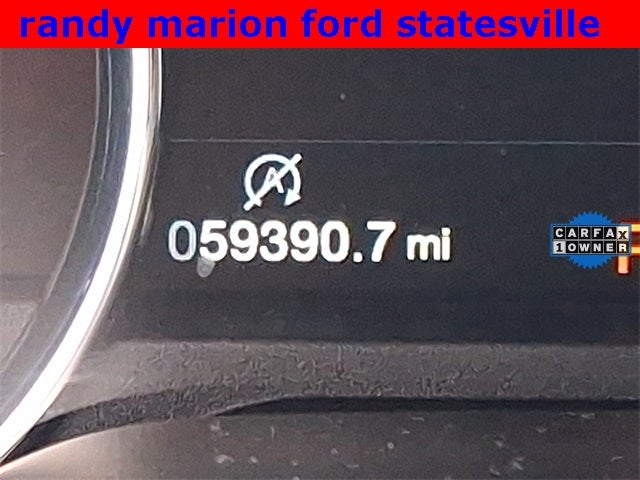 randy marion ford statesville
A
059390.7 mi
CARFAX
1 OWNER